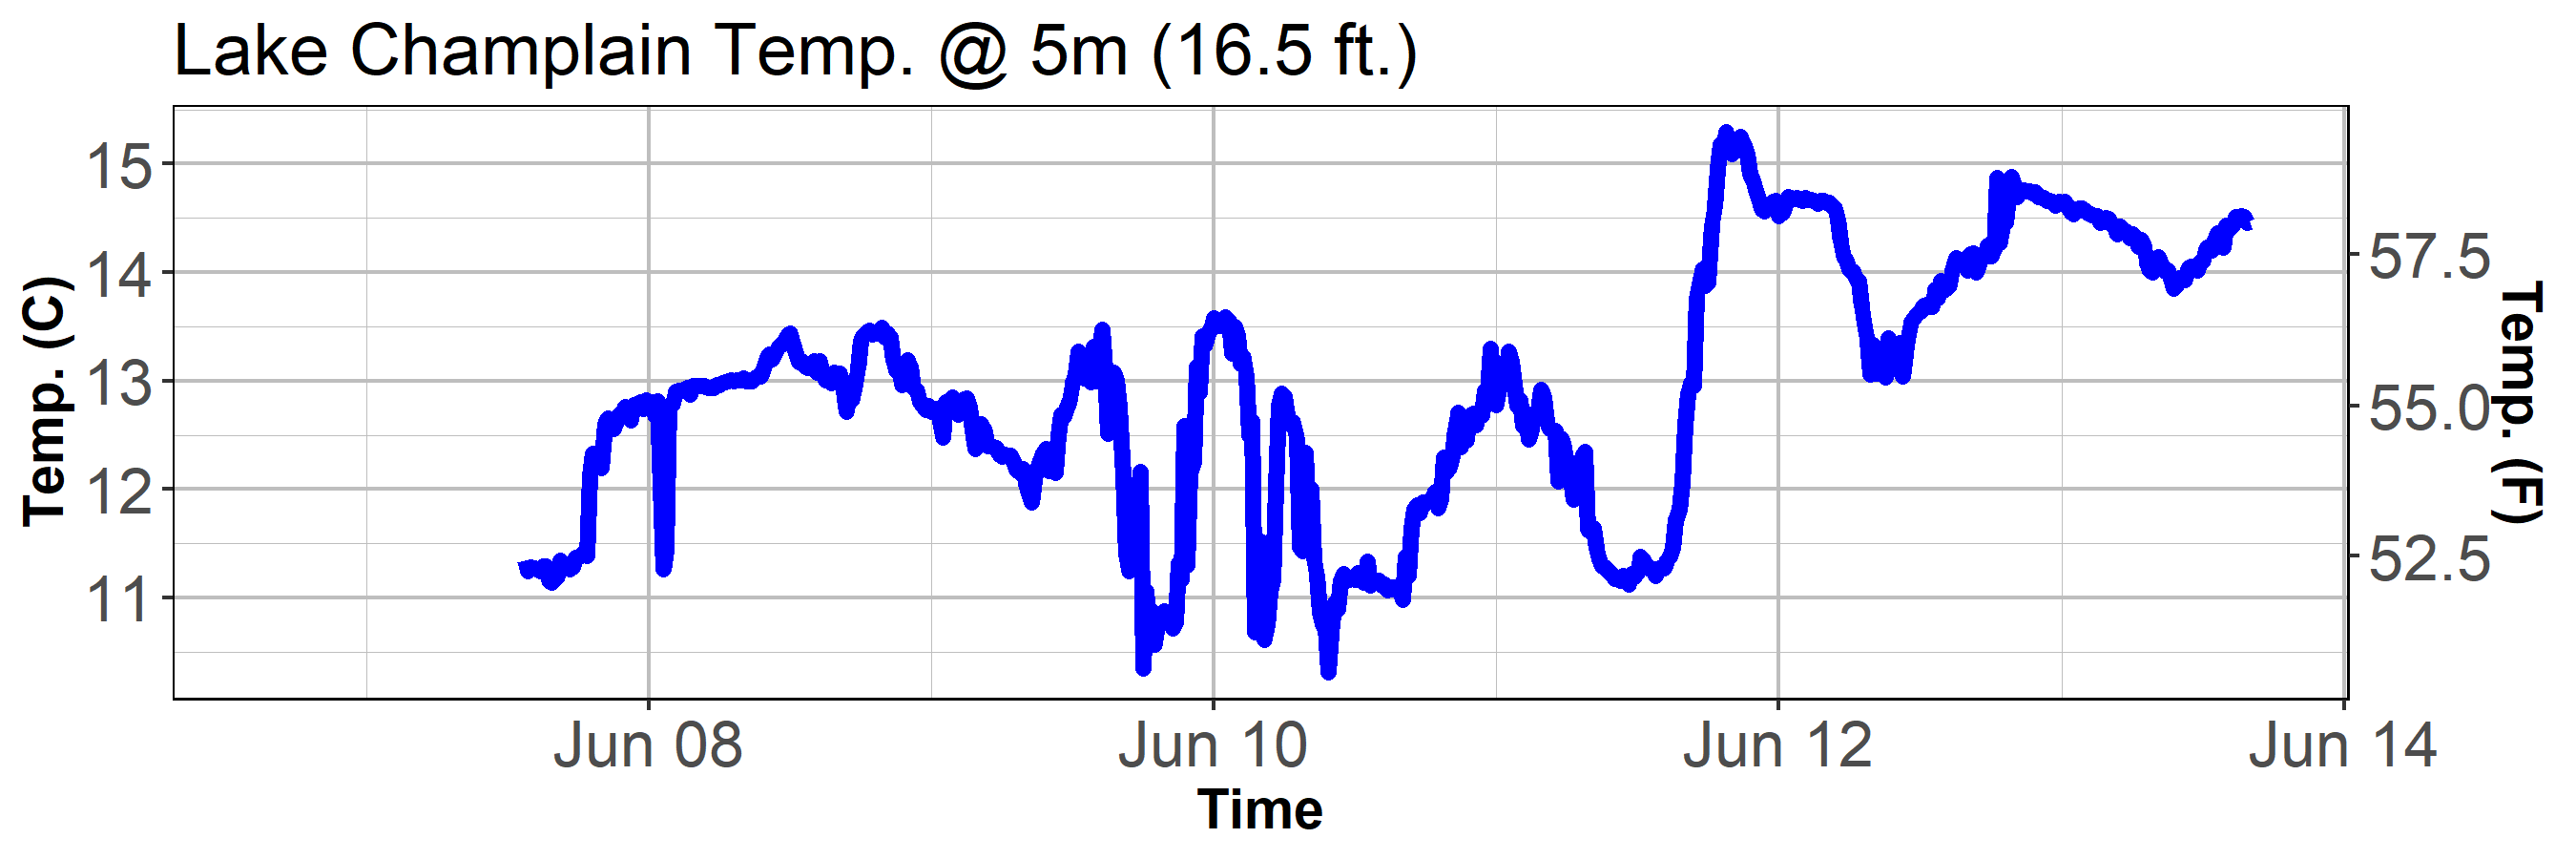 Lake Champlain Temp. @ 5m (16.5 ft.)
Temp. (C)
15
14
13
12
11
57.5
55.0
52.5
Temp. (F)
Jun 08
Jun 10
Jun 12
Jun 14
Time